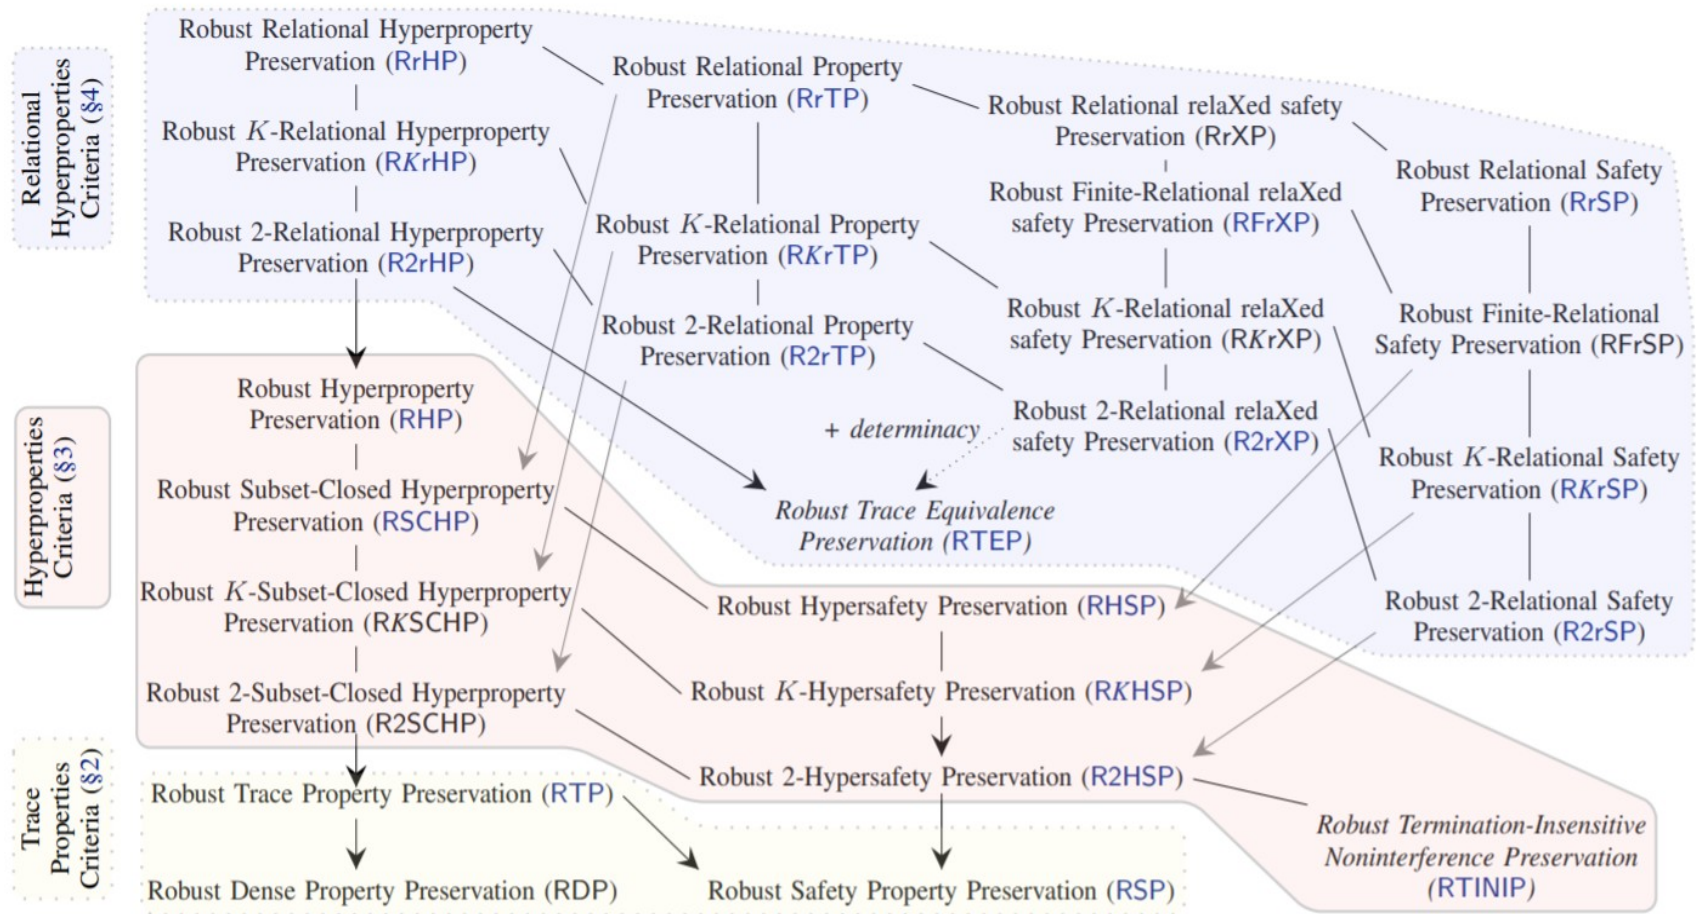 Relational
Hyperproperties
Criteria (§4)
Robust Relational Hyperproperty
Preservation (RrHP)
Robust K-Relational Hyperproperty
Preservation (RKrHP)
Robust 2-Relational Hyperproperty
Preservation (R2rHP)
Robust Relational Property
Preservation (RrTP)
Robust K-Relational Property
Preservation (RKrTP)
Robust 2-Relational Property
Preservation (R2rTP)
Robust Relational relaXed safety
Preservation (RrXP)
Robust Finite-Relational relaXed
safety Preservation (RFrXP)
Robust K-Relational relaXed
safety Preservation (RKrXP)
Robust 2-Relational relaXed
safety Preservation (R2rXP)
Robust Relational Safety
Preservation (RrSP)
Robust Finite-Relational
Safety Preservation (RFrSP)
Robust K-Relational Safety
Preservation (RKrSP)
Robust 2-Relational Safety
Preservation (R2rSP)
+ determinacy
Robust Trace Equivalence
Preservation (RTEP)
Hyperproperties
Criteria (§3)
Robust Hyperproperty
Preservation (RHP)
Robust Subset-Closed Hyperproperty
Preservation (RSCHP)
Robust K-Subset-Closed Hyperproperty
Preservation (RKSCHP)
Robust 2-Subset-Closed Hyperproperty
Preservation (R2SCHP)
Robust Hypersafety Preservation (RHSP)
Robust K-Hypersafety Preservation (RKHSP)
Robust 2-Hypersafety Preservation (R2HSP)
Robust Termination-Insensitive
Noninterference Preservation
(RTINIP)
Trace
Properties
Criteria (§2)
Robust Trace Property Preservation (RTP)
Robust Dense Property Preservation (RDP)
Robust Safety Property Preservation (RSP)